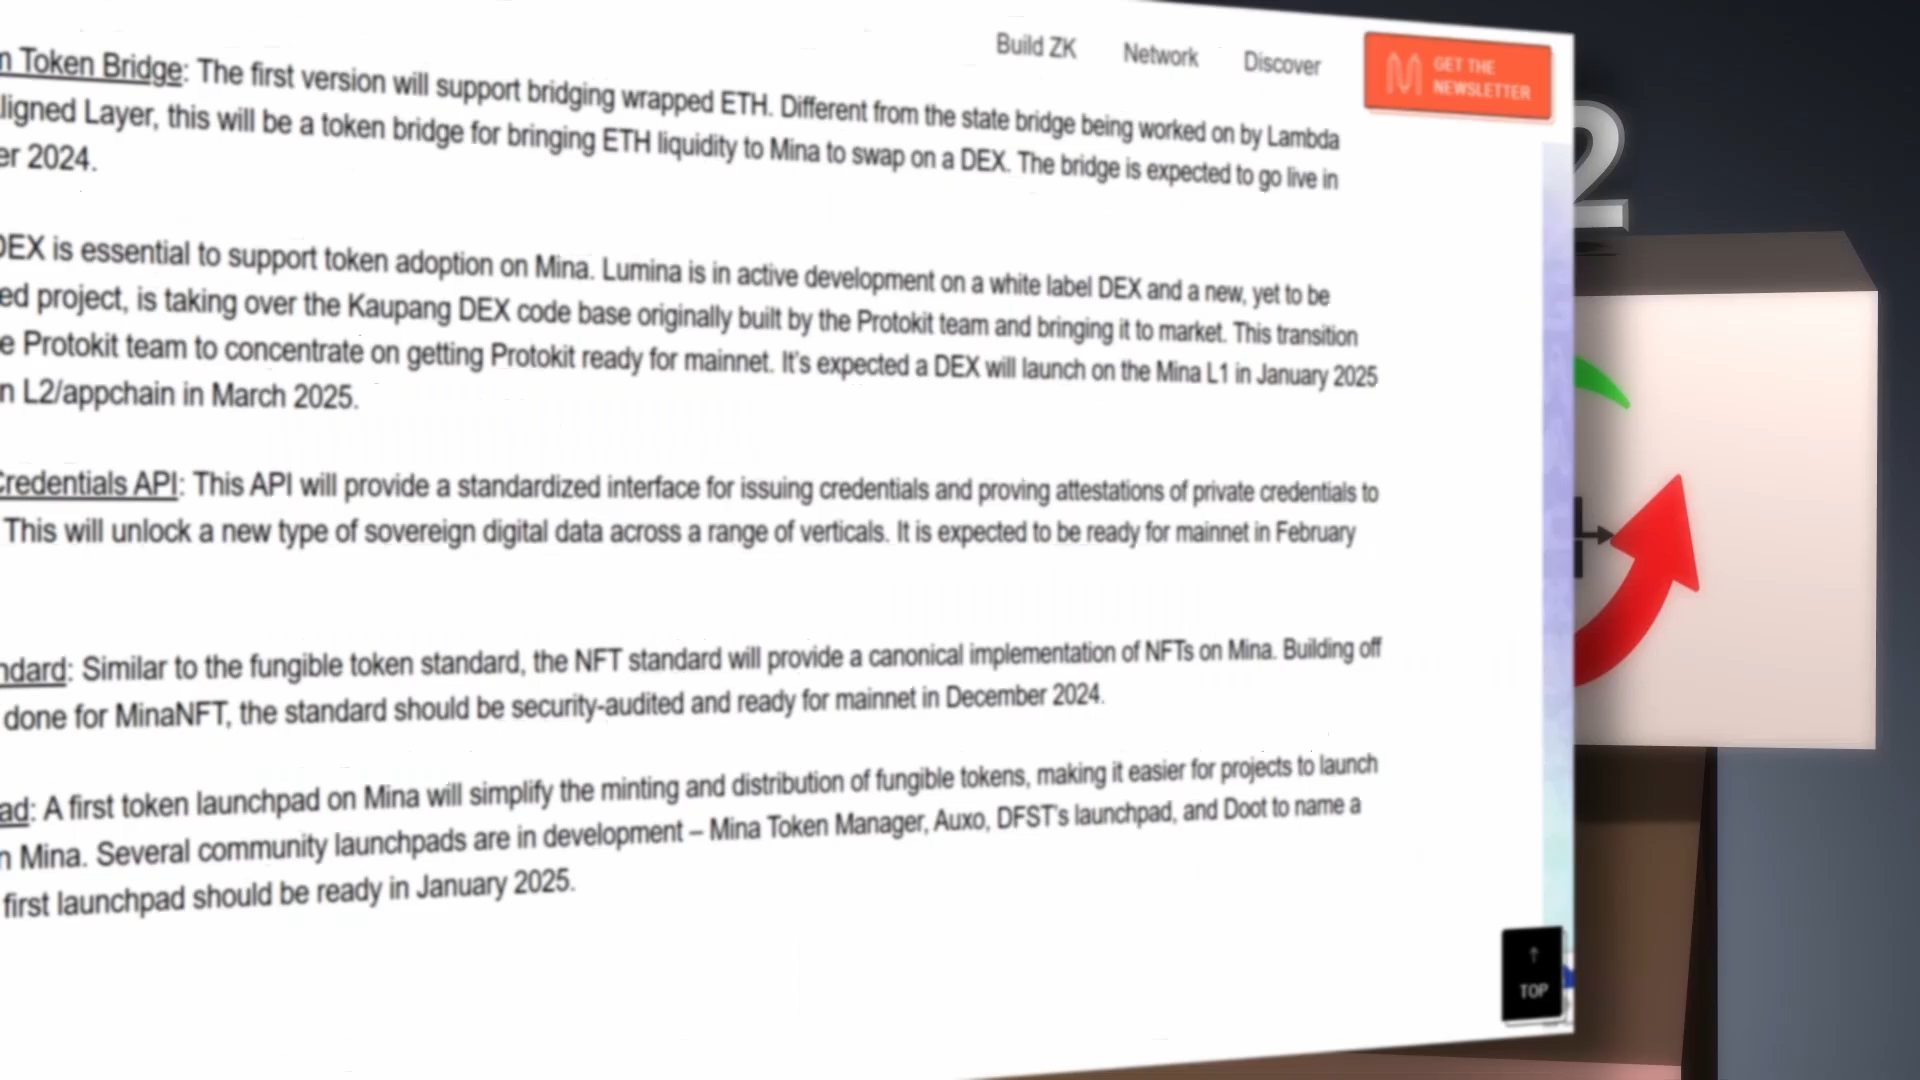 Build ZK Network Discover
GET THE
NEWSLETTER
n Token Bridge: The first version will support bridging wrapped ETH. Different from the state bridge being worked on by Lambda
ligned Layer, this will be a token bridge for bringing ETH liquidity to Mina to swap on a DEX. The bridge is expected to go live in
er 2024.
DEX is essential to support token adoption on Mina. Lumina is in active development on a white label DEX and a new, yet to be
ed project, is taking over the Kaupang DEX code base originally built by the Protokit team and bringing it to market. This transition
e Protokit team to concentrate on getting Protokit ready for mainnet. It's expected a DEX will launch on the Mina L1 in January 2025
n L2/appchain in March 2025.
Credentials API: This API will provide a standardized interface for issuing credentials and proving attestations of private credentials to
This will unlock a new type of sovereign digital data across a range of verticals. It is expected to be ready for mainnet in February
ndard: Similar to the fungible token standard, the NFT standard will provide a canonical implementation of NFTs on Mina. Building off
done for MinaNFT, the standard should be security-audited and ready for mainnet in December 2024.
ad: A first token launchpad on Mina will simplify the minting and distribution of fungible tokens, making it easier for projects to launch
n Mina. Several community launchpads are in development – Mina Token Manager, Auxo, DFST's launchpad, and Doot to name a
first launchpad should be ready in January 2025.
TOP
2